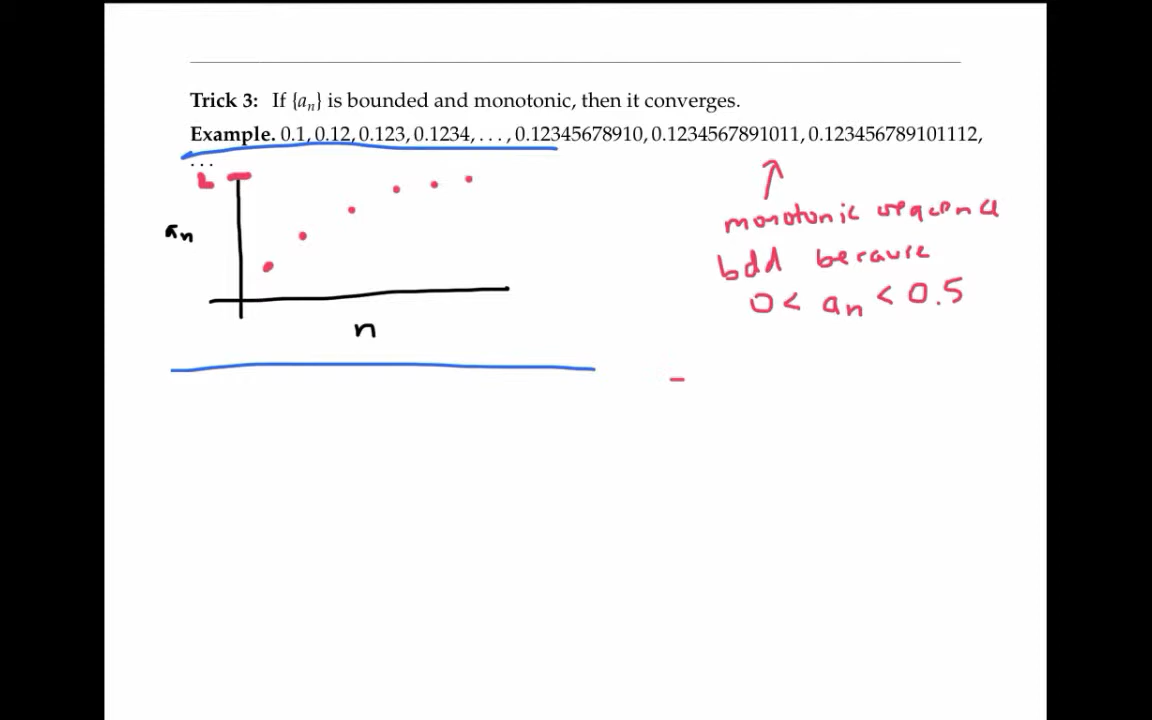 Trick 3: If {aₙ} is bounded and monotonic, then it converges.
Example. 0.1, 0.12, 0.123, 0.1234, . . . , 0.12345678910, 0.1234567891011, 0.123456789101112,
. . .
L
monotonic sequence
aₙ
bdd because
0 < aₙ < 0.5
n